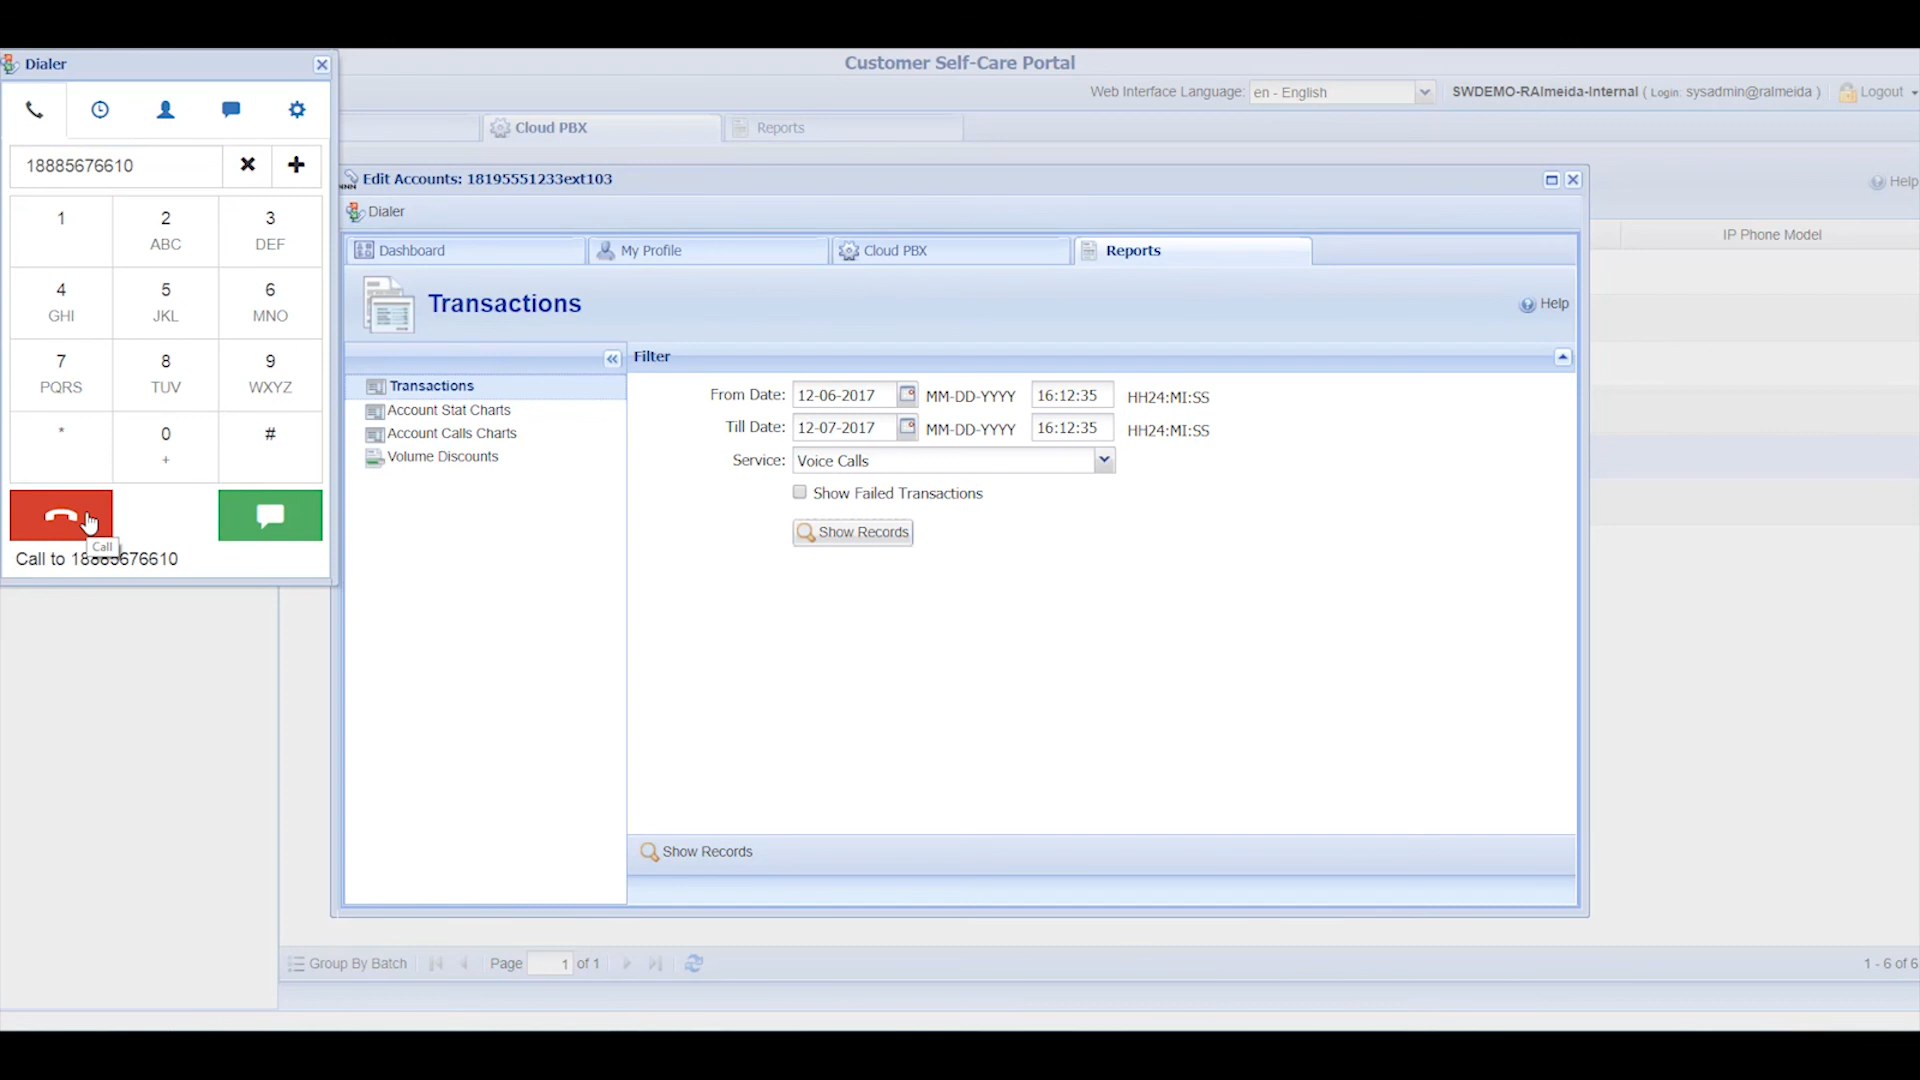 Customer Self-Care Portal
Web Interface Language: en - English SWDEMO-RAlmeida-Internal ( Login: sysadmin@ralmeida ) Logout
Cloud PBX Reports
Help
IP Phone Model
Dialer
18885676610
1 2 3
ABC DEF
4 5 6
GHI JKL MNO
7 8 9
PQRS TUV WXYZ
* 0 #
+
Call
Call to 18885676610
Edit Accounts: 18195551233ext103
Dialer
Dashboard My Profile Cloud PBX Reports
Transactions Help
Transactions
Account Stat Charts
Account Calls Charts
Volume Discounts
Filter
From Date: 12-06-2017 MM-DD-YYYY 16:12:35 HH24:MI:SS
Till Date: 12-07-2017 MM-DD-YYYY 16:12:35 HH24:MI:SS
Service: Voice Calls
Show Failed Transactions
Show Records
Show Records
Group By Batch Page 1 of 1 1 - 6 of 6